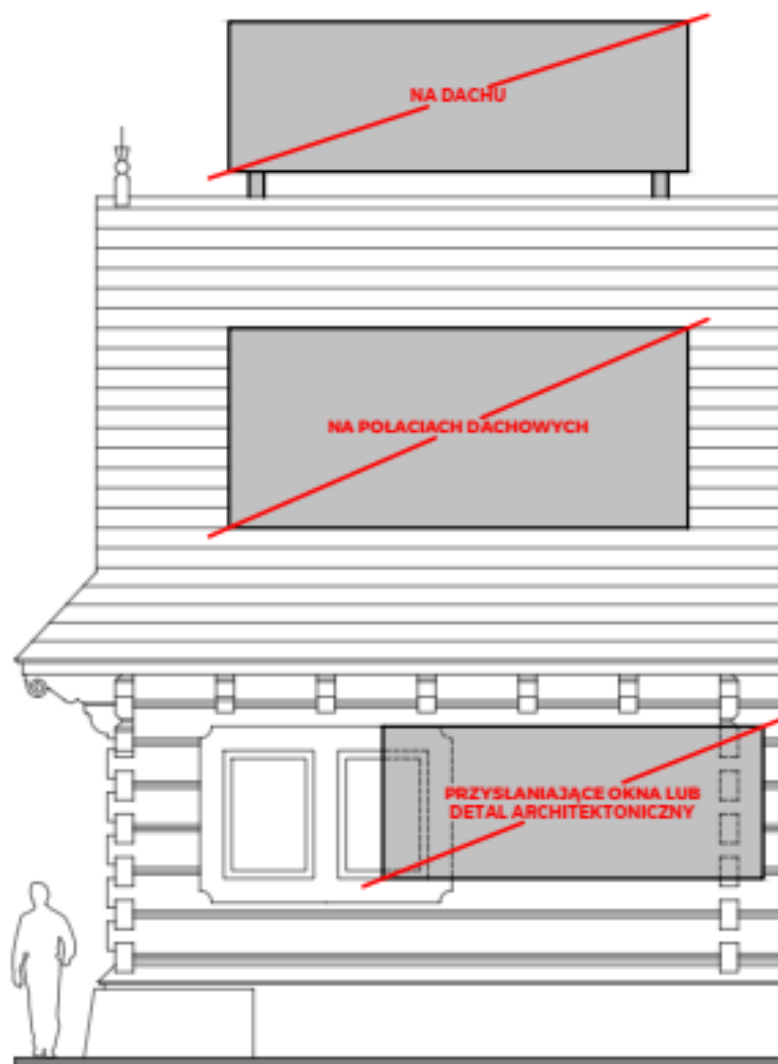 NA DACHU
NA POŁACIACH DACHOWYCH
PRZYSŁANIAJĄCE OKNA LUB
DETAL ARCHITEKTONICZNY